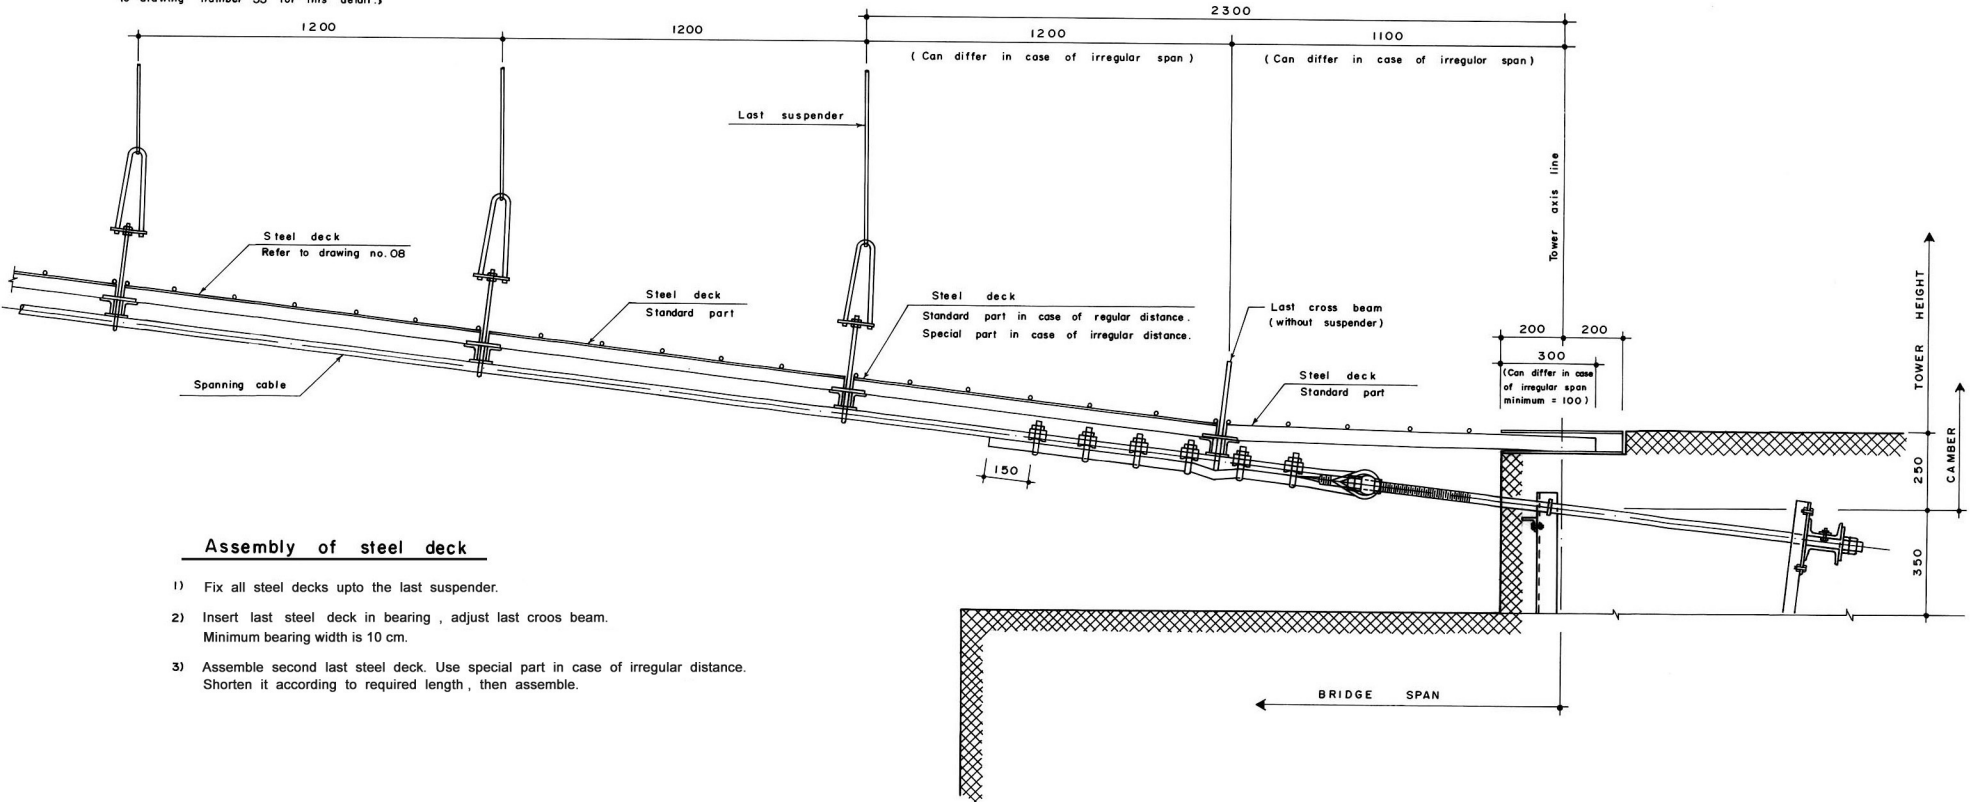 to drawing number 55 for this detail.)
2300
1200
1200
1200
1100
( Can differ in case of irregular span )
( Can differ in case of irregulor span )
Last suspender
Tower axis line
Steel deck
Refer to drawing no. 08
Steel deck
Standard part
Steel deck
Standard part in case of regular distance.
Special part in case of irregular distance.
Last cross beam
( without suspender )
200
200
300
(Can differ in case
of irregular span
minimum = 100 )
Steel deck
Standard part
Spanning cable
TOWER HEIGHT
CAMBER
250
350
150
Assembly of steel deck
1) Fix all steel decks upto the last suspender.
2) Insert last steel deck in bearing , adjust last croos beam.
Minimum bearing width is 10 cm.
3) Assemble second last steel deck. Use special part in case of irregular distance.
Shorten it according to required length , then assemble.
BRIDGE SPAN